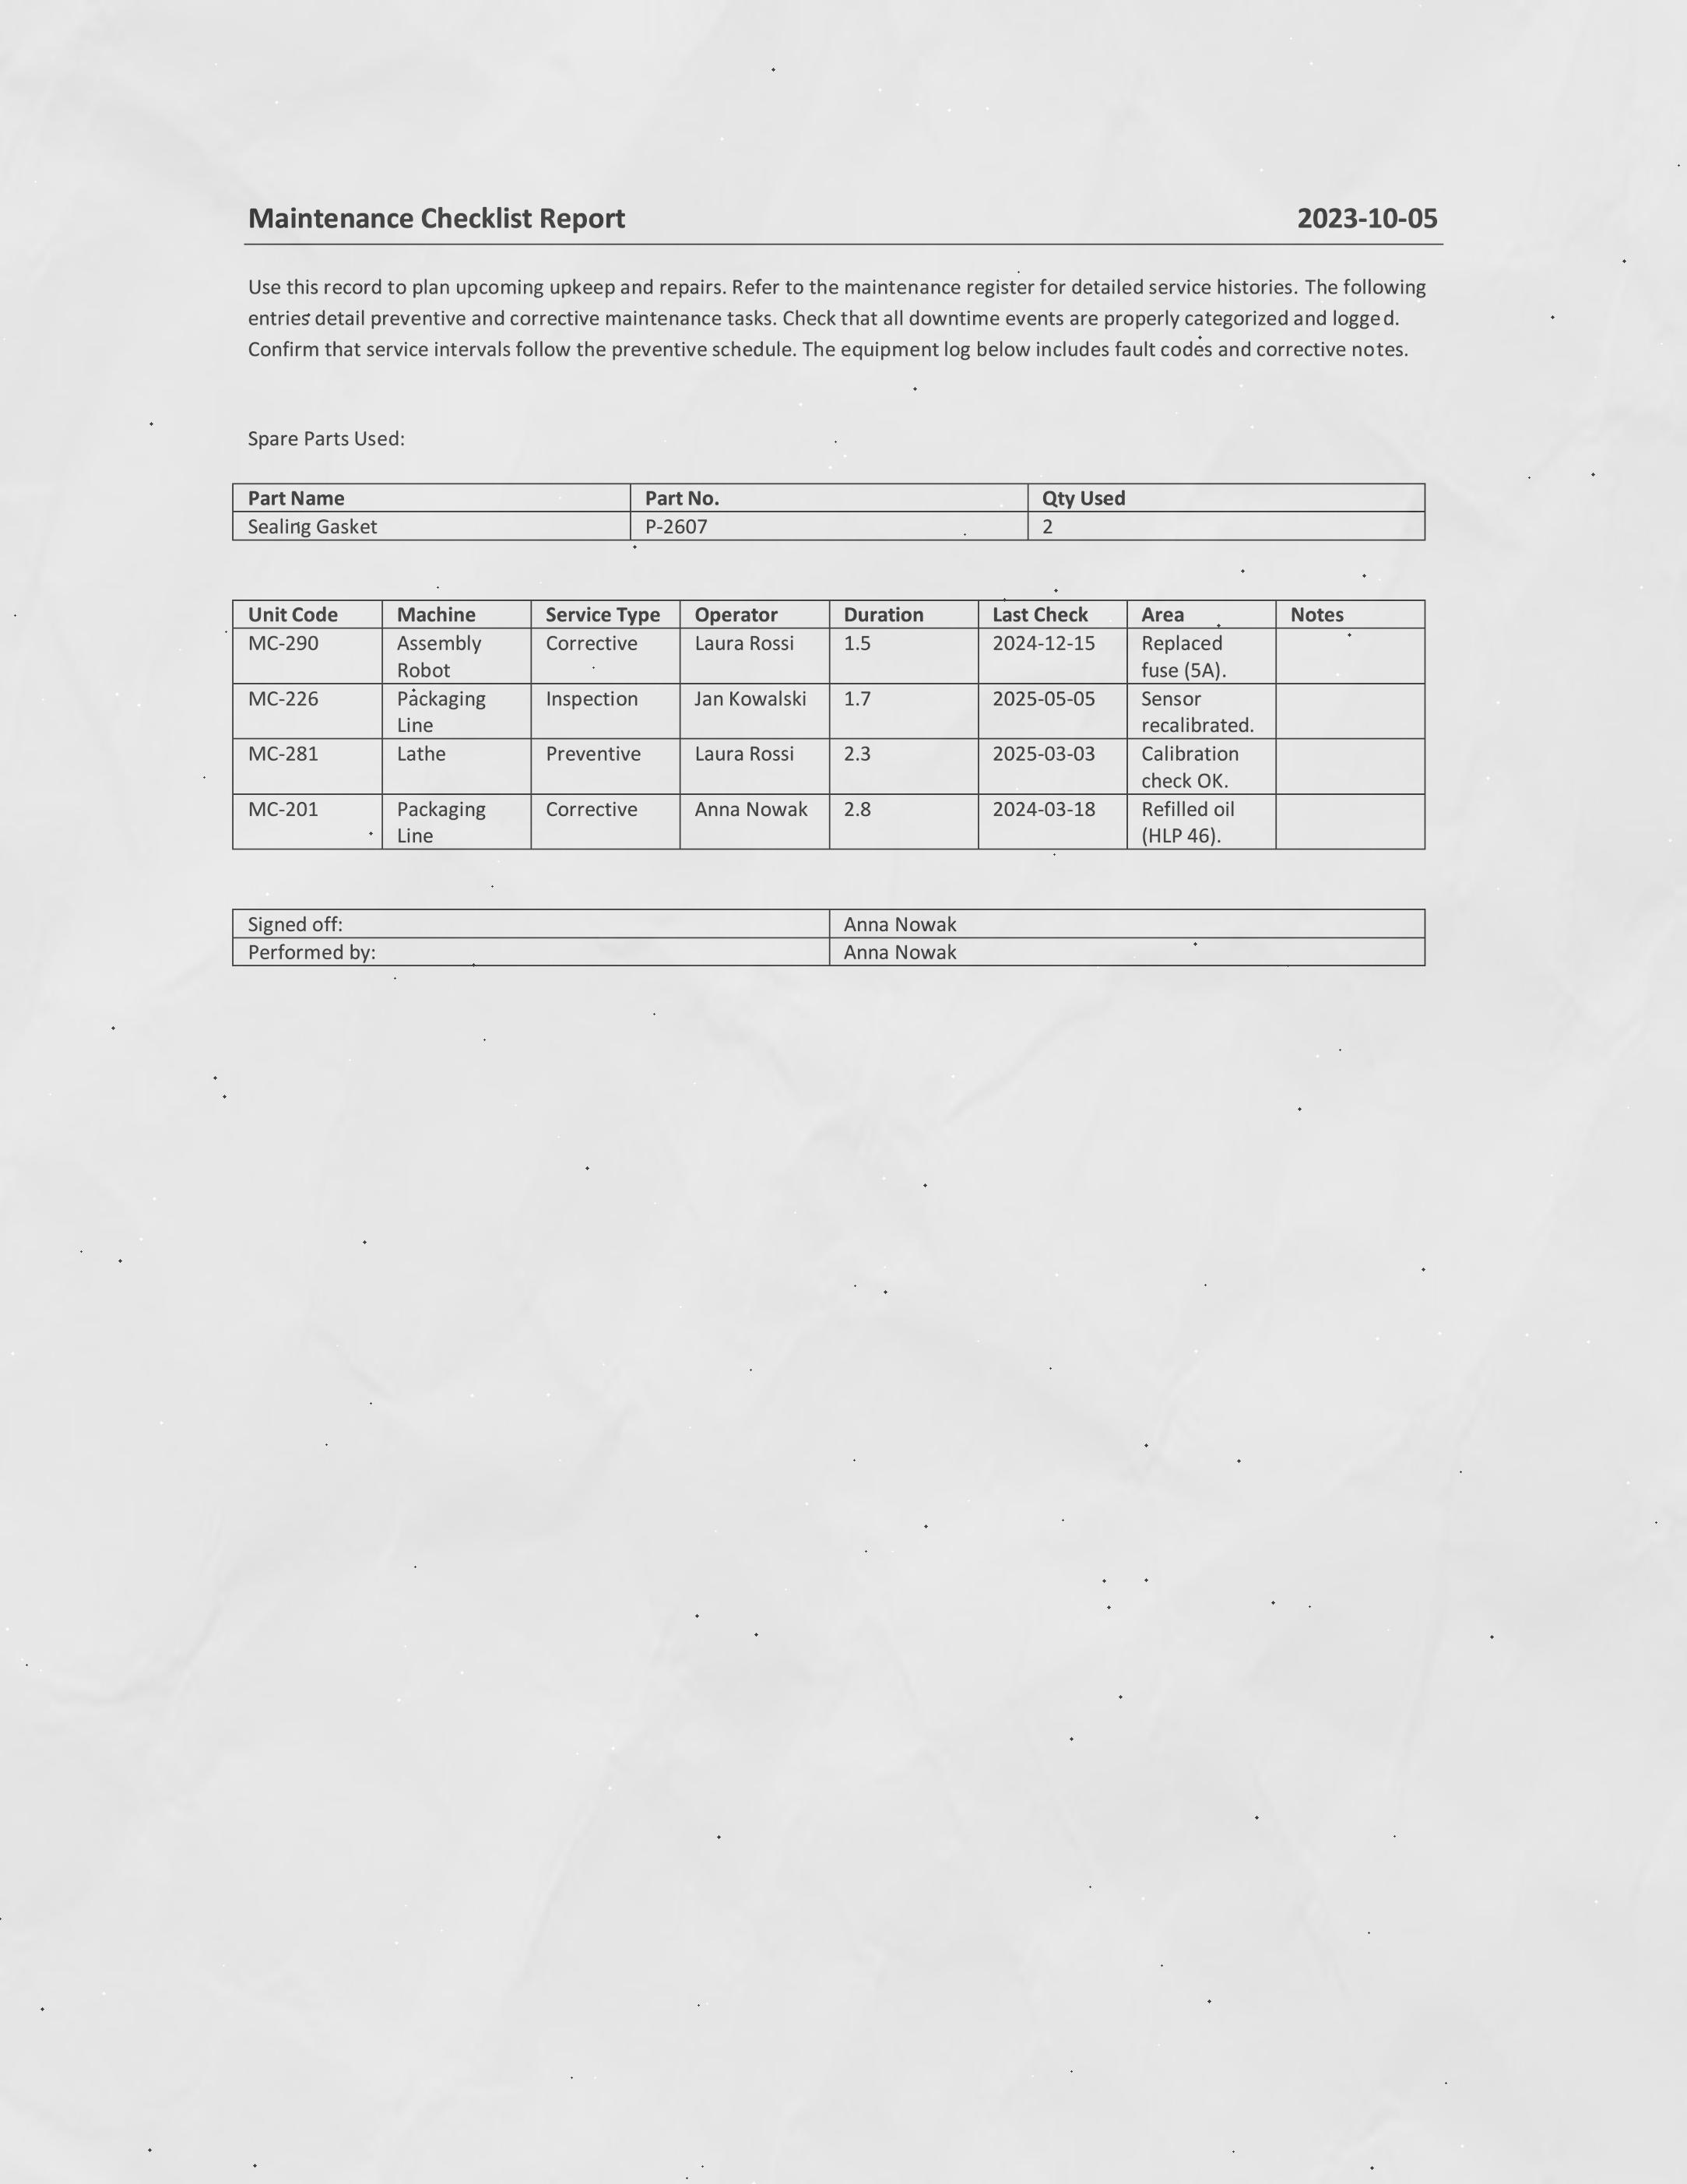 Maintenance Checklist Report 2023-10-05
Use this record to plan upcoming upkeep and repairs. Refer to the maintenance register for detailed service histories. The following
entries detail preventive and corrective maintenance tasks. Check that all downtime events are properly categorized and logged.
Confirm that service intervals follow the preventive schedule. The equipment log below includes fault codes and corrective notes.
Spare Parts Used:
Part Name Part No. Qty Used
Sealing Gasket P-2607 2
Unit Code Machine Service Type Operator Duration Last Check Area Notes
MC-290 Assembly Corrective Laura Rossi 1.5 2024-12-15 Replaced
Robot fuse (5A).
MC-226 Packaging Inspection Jan Kowalski 1.7 2025-05-05 Sensor
Line recalibrated.
MC-281 Lathe Preventive Laura Rossi 2.3 2025-03-03 Calibration
check OK.
MC-201 Packaging Corrective Anna Nowak 2.8 2024-03-18 Refilled oil
Line (HLP 46).
Signed off: Anna Nowak
Performed by: Anna Nowak